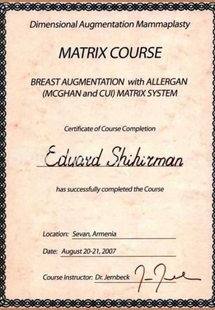 Dimensional Augmentation Mammaplasty
MATRIX COURSE
BREAST AUGMENTATION with ALLERGAN
(MCGHAN and CUI) MATRIX SYSTEM
Certificate of Course Completion
Eduard Shihirman
has successfully completed the Course
Location: Sevan, Armenia
Date: August 20-21, 2007
Course Instructor: Dr. Jernbeck